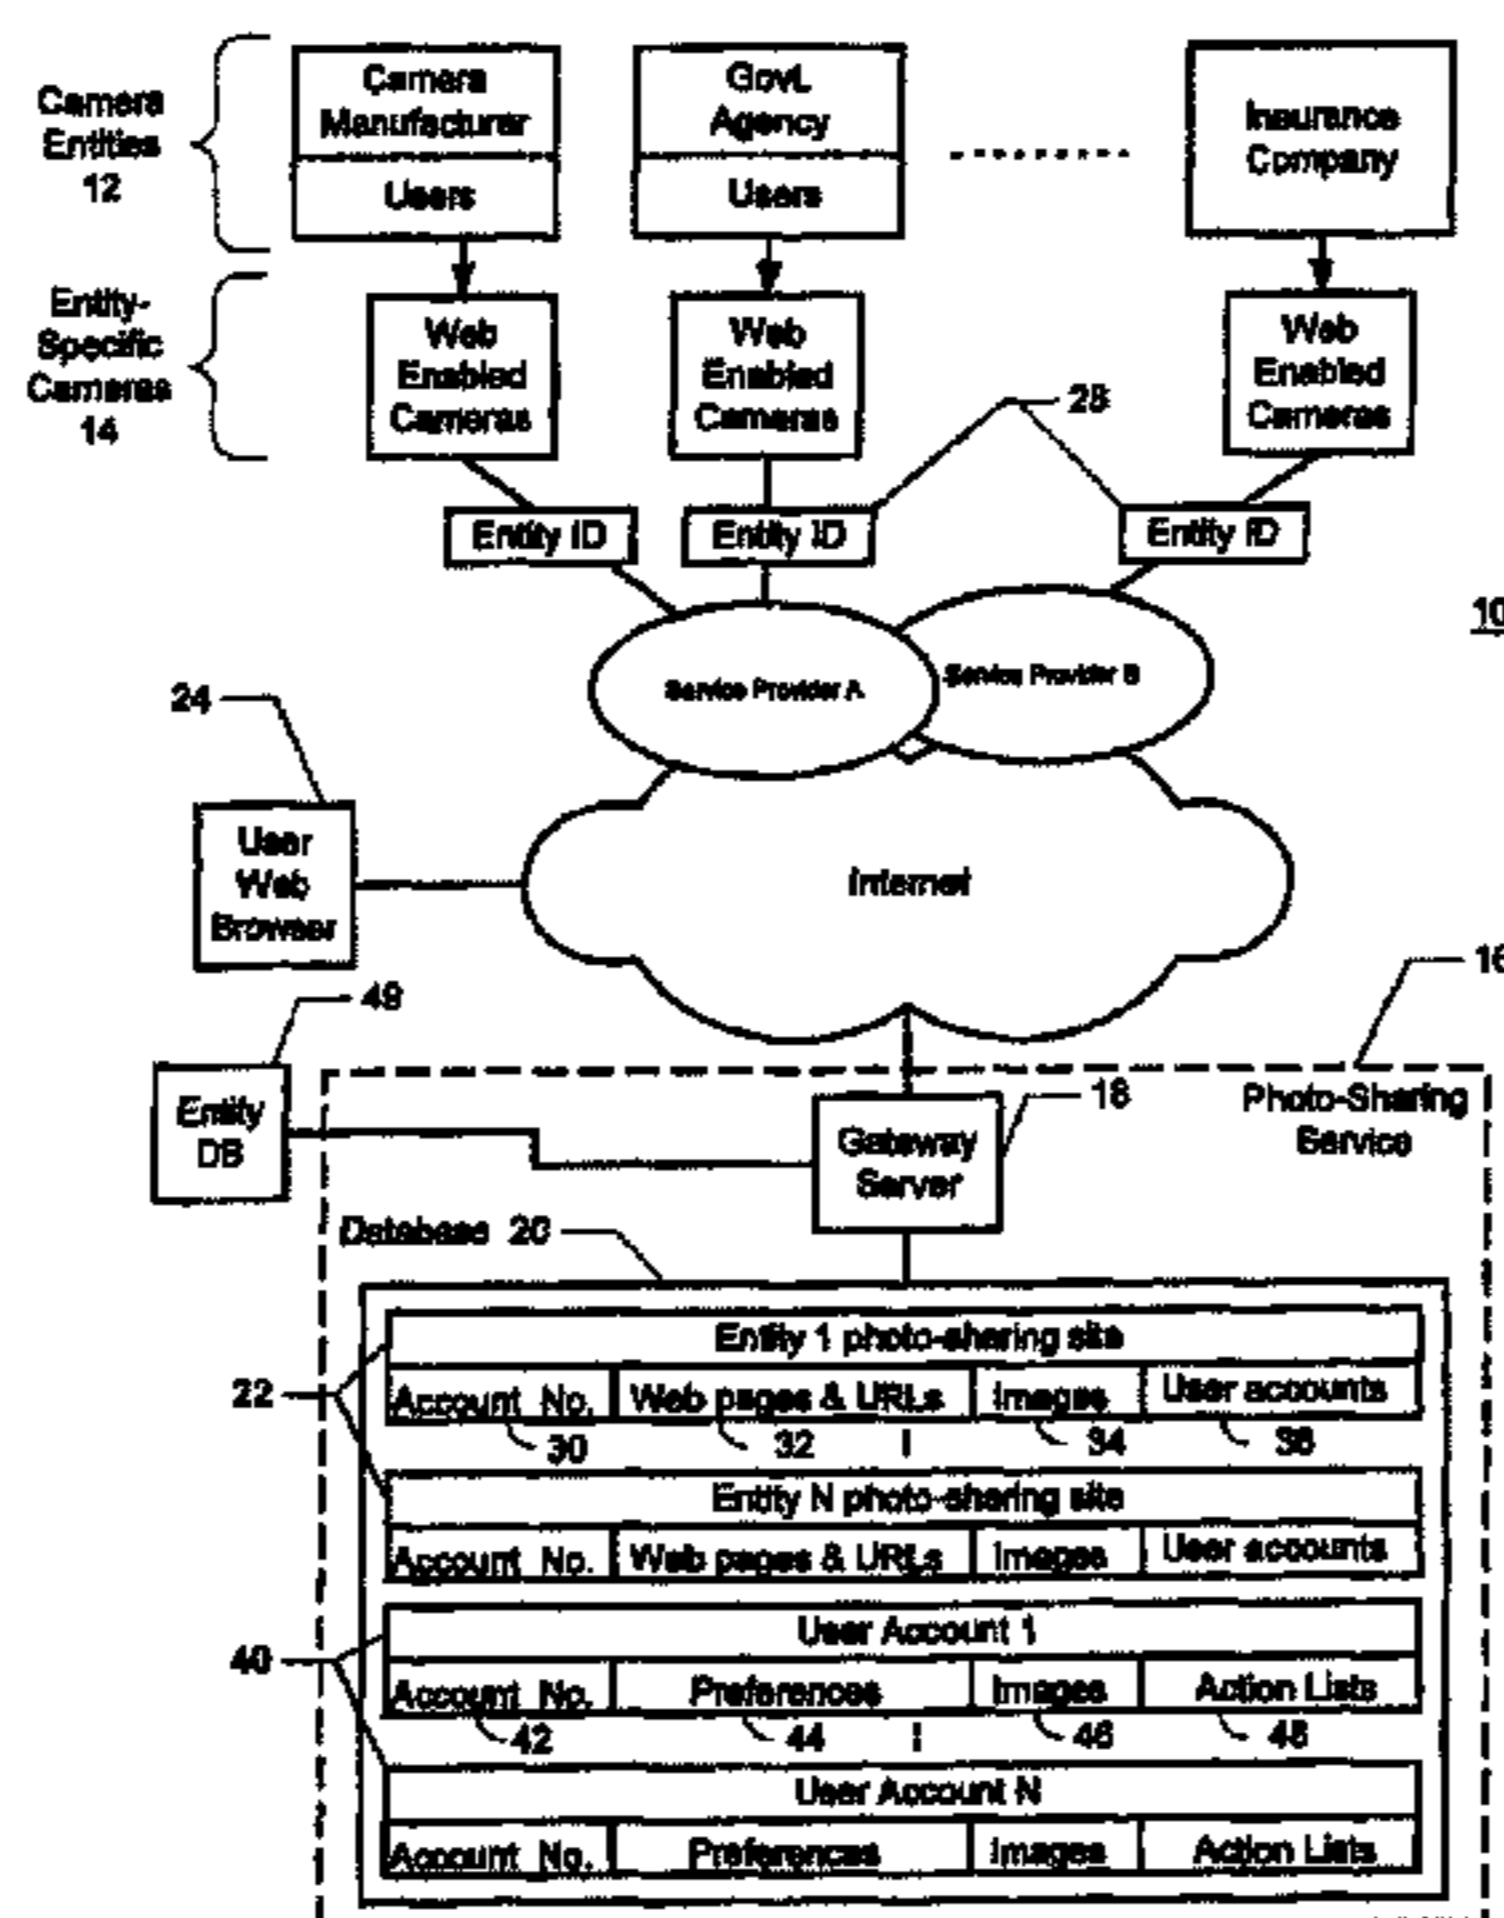 Camera
Entities
12
Camera
Manufacturer
Users
Govt.
Agency
Users
Insurance
Company
Entity-
Specific
Cameras
14
Web
Enabled
Cameras
Web
Enabled
Cameras
Web
Enabled
Cameras
28
Entity ID
Entity ID
Entity ID
10
Service Provider A
Service Provider B
24
User
Web
Browser
Internet
16
49
Entity
DB
18
Gateway
Server
Photo-Sharing
Service
Database 20
Entity 1 photo-sharing site
22
Account No. Web pages & URLs Images User accounts
30 32 34 36
Entity N photo-sharing site
Account No. Web pages & URLs Images User accounts
User Account 1
40
Account No. Preferences Images Action Lists
42 44 46 48
User Account N
Account No. Preferences Images Action Lists